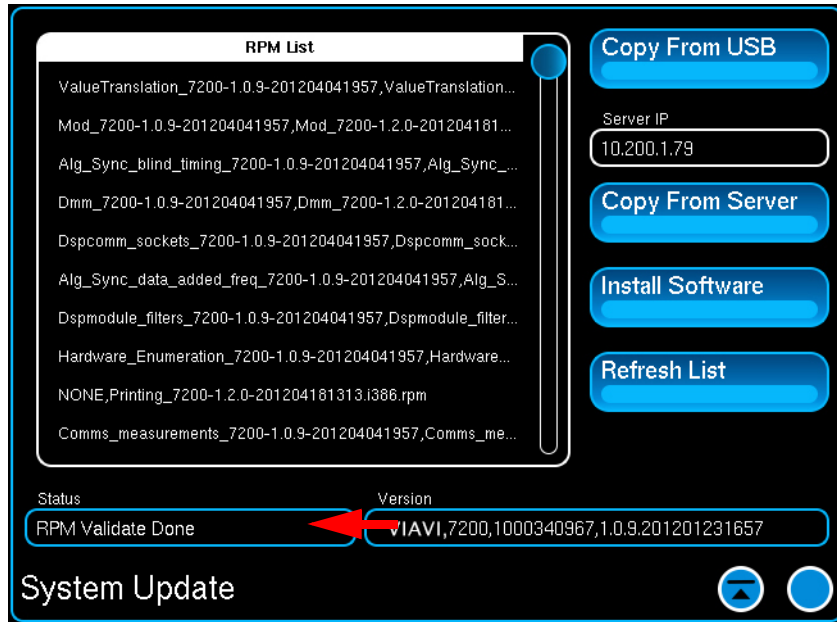 RPM List
ValueTranslation_7200-1.0.9-201204041957,ValueTranslation...
Mod_7200-1.0.9-201204041957,Mod_7200-1.2.0-201204181...
Alg_Sync_blind_timing_7200-1.0.9-201204041957,Alg_Sync_...
Dmm_7200-1.0.9-201204041957,Dmm_7200-1.2.0-201204181...
Dspcomm_sockets_7200-1.0.9-201204041957,Dspcomm_sock...
Alg_Sync_data_added_freq_7200-1.0.9-201204041957,Alg_S...
Dspmodule_filters_7200-1.0.9-201204041957,Dspmodule_filter...
Hardware_Enumeration_7200-1.0.9-201204041957,Hardware...
NONE,Printing_7200-1.2.0-201204181313.i386.rpm
Comms_measurements_7200-1.0.9-201204041957,Comms_me...
Copy From USB
Server IP
10.200.1.79
Copy From Server
Install Software
Refresh List
Status
RPM Validate Done
Version
VIAVI,7200,1000340967,1.0.9.201201231657
System Update